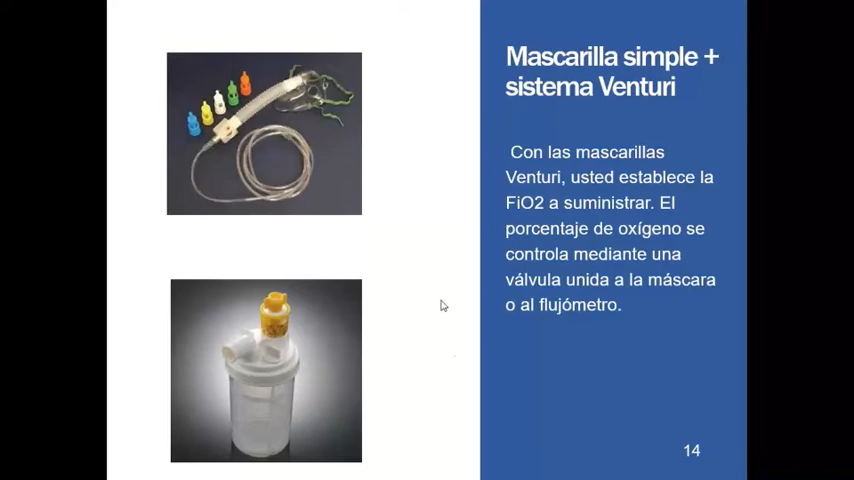 Mascarilla simple +
sistema Venturi
Con las mascarillas
Venturi, usted establece la
FiO2 a suministrar. El
porcentaje de oxígeno se
controla mediante una
válvula unida a la máscara
o al flujómetro.
14